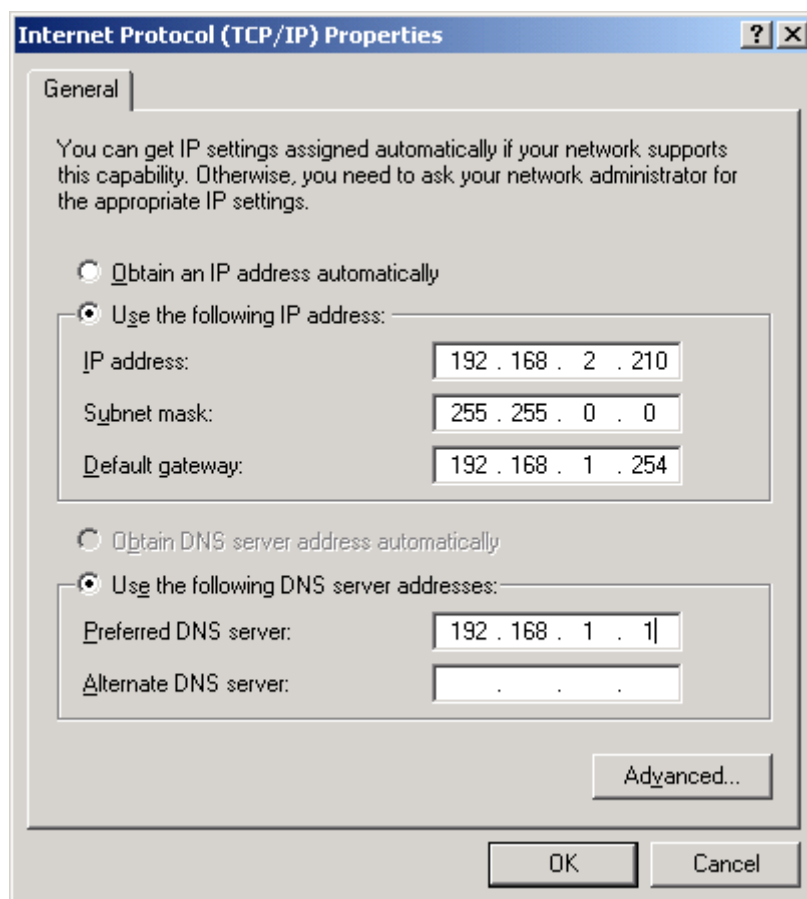 Internet Protocol (TCP/IP) Properties
General
You can get IP settings assigned automatically if your network supports
this capability. Otherwise, you need to ask your network administrator for
the appropriate IP settings.
Obtain an IP address automatically
Use the following IP address:
IP address: 192 . 168 . 2 . 210
Subnet mask: 255 . 255 . 0 . 0
Default gateway: 192 . 168 . 1 . 254
Obtain DNS server address automatically
Use the following DNS server addresses:
Preferred DNS server: 192 . 168 . 1 . 1
Alternate DNS server: . . .
Advanced...
OK Cancel